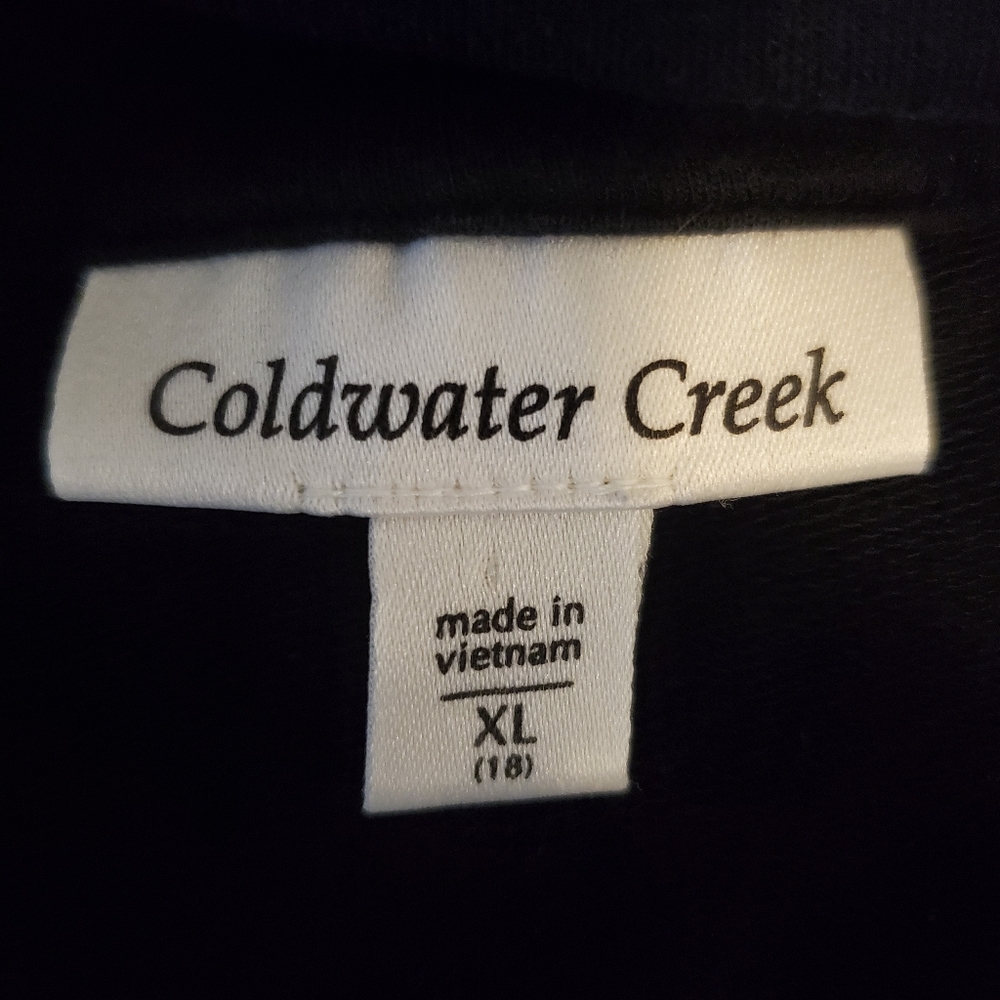 Coldwater Creek
made in
vietnam
XL
(18)